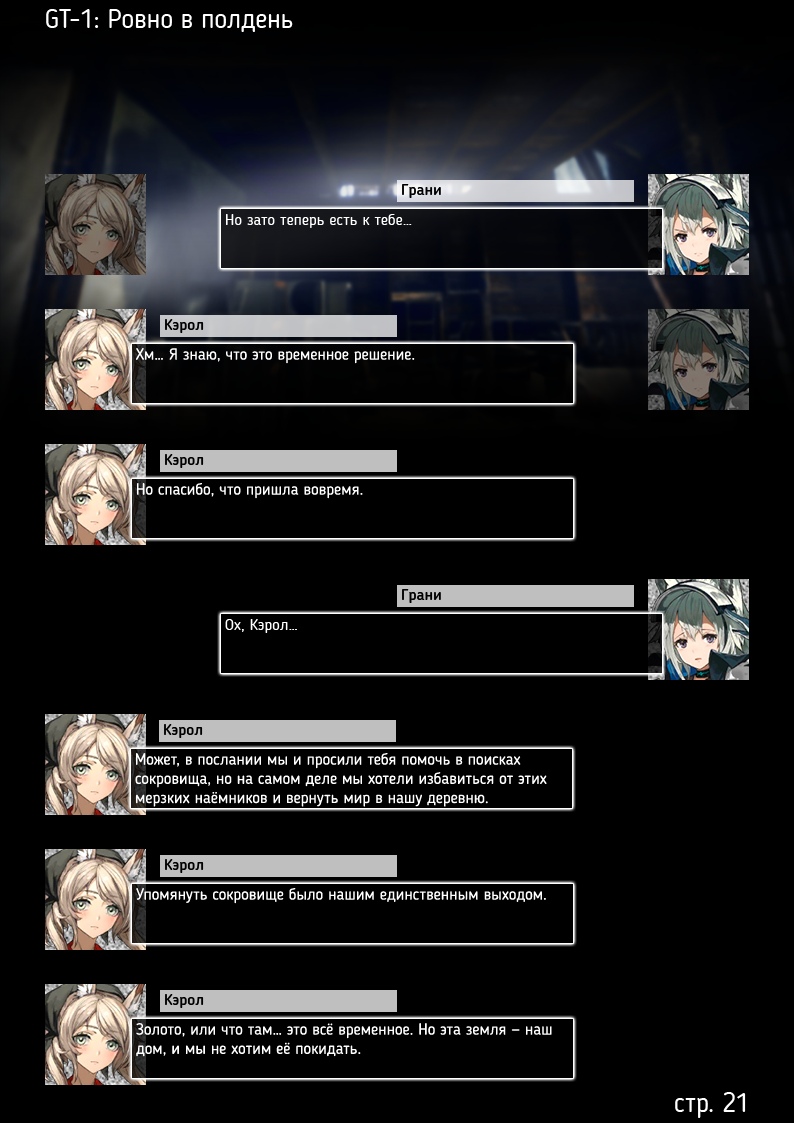 GT-1: Ровно в полдень
Грани
Но зато теперь есть к тебе...
Кэрол
Хм... Я знаю, что это временное решение.
Кэрол
Но спасибо, что пришла вовремя.
Грани
Ох, Кэрол...
Кэрол
Может, в послании мы и просили тебя помочь в поисках
сокровища, но на самом деле мы хотели избавиться от этих
мерзких наёмников и вернуть мир в нашу деревню.
Кэрол
Упомянуть сокровище было нашим единственным выходом.
Кэрол
Золото, или что там... это всё временное. Но эта земля – наш
дом, и мы не хотим её покидать.
стр. 21